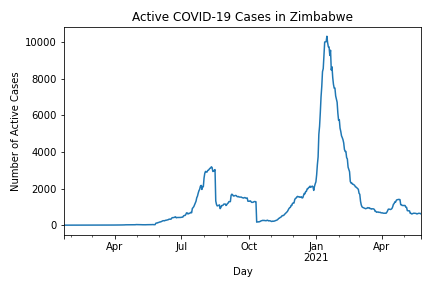 Active COVID-19 Cases in Zimbabwe
Number of Active Cases
10000
8000
6000
4000
2000
0
Apr
Jul
Oct
Jan
2021
Apr
Day